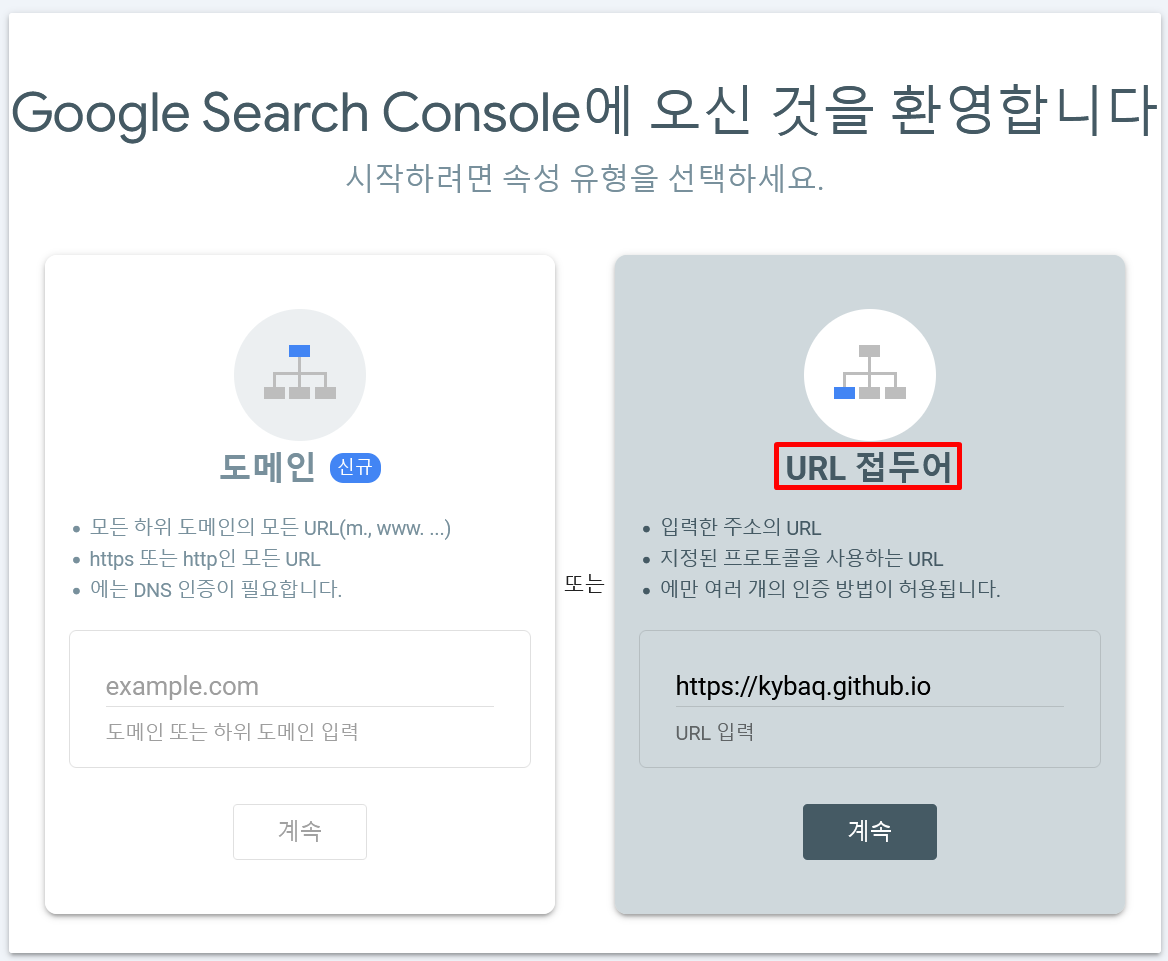 Google Search Console에 오신 것을 환영합니다
시작하려면 속성 유형을 선택하세요.
도메인 신규
• 모든 하위 도메인의 모든 URL(m., www. ...)
• https 또는 http인 모든 URL
• 에는 DNS 인증이 필요합니다.
example.com
도메인 또는 하위 도메인 입력
계속
또는
URL 접두어
• 입력한 주소의 URL
• 지정된 프로토콜을 사용하는 URL
• 에만 여러 개의 인증 방법이 허용됩니다.
https://kybaq.github.io
URL 입력
계속